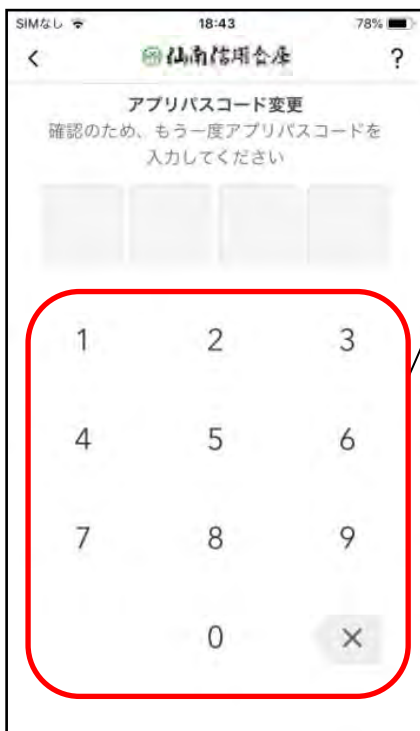 SIMなし 18:43 78%
< 仙南信用金庫 ?
アプリパスコード変更
確認のため、もう一度アプリパスコードを
入力してください
1 2 3
4 5 6
7 8 9
0 ×